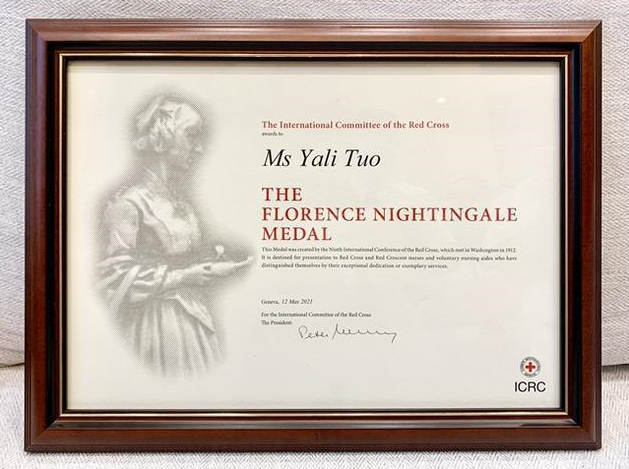 The International Committee of the Red Cross
awards to
Ms Yali Tuo
THE
FLORENCE NIGHTINGALE
MEDAL
This Medal was created by the Ninth International Conference of the Red Cross, which met in Washington in 1912.
It is destined for presentation to Red Cross and Red Crescent nurses and voluntary nursing aides who have
distinguished themselves by their exceptional dedication or exemplary services.
Geneva, 12 May 2021
For the International Committee of the Red Cross
The President:
Peter
ICRC